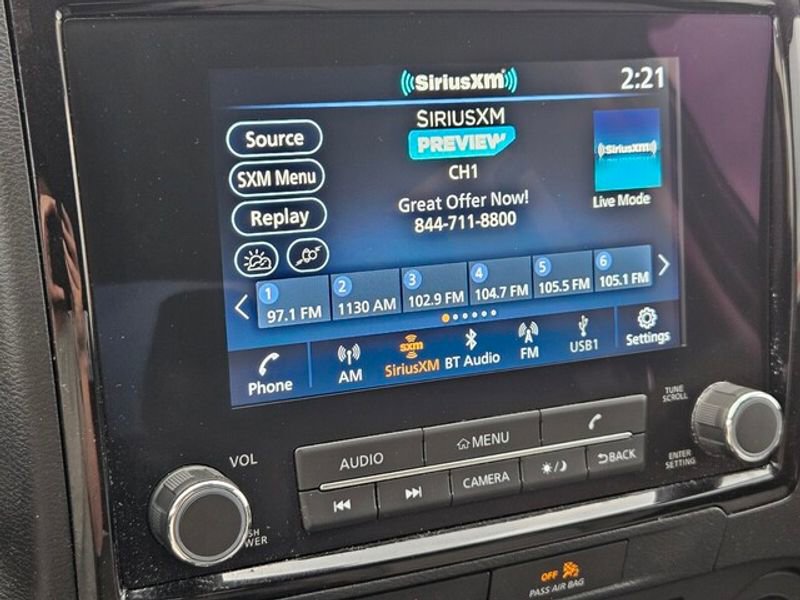 SiriusXM
2:21
Source
SXM Menu
Replay
SIRIUSXM
PREVIEW
CH1
Great Offer Now!
844-711-8800
SiriusXM
Live Mode
1 97.1 FM
2 1130 AM
3 102.9 FM
4 104.7 FM
5 105.5 FM
6 105.1 FM
Phone
AM
sxm
SiriusXM
BT Audio
FM
USB1
Settings
VOL
AUDIO
MENU
CAMERA
BACK
TUNE
SCROLL
ENTER
SETTING
OFF
PASS AIR BAG